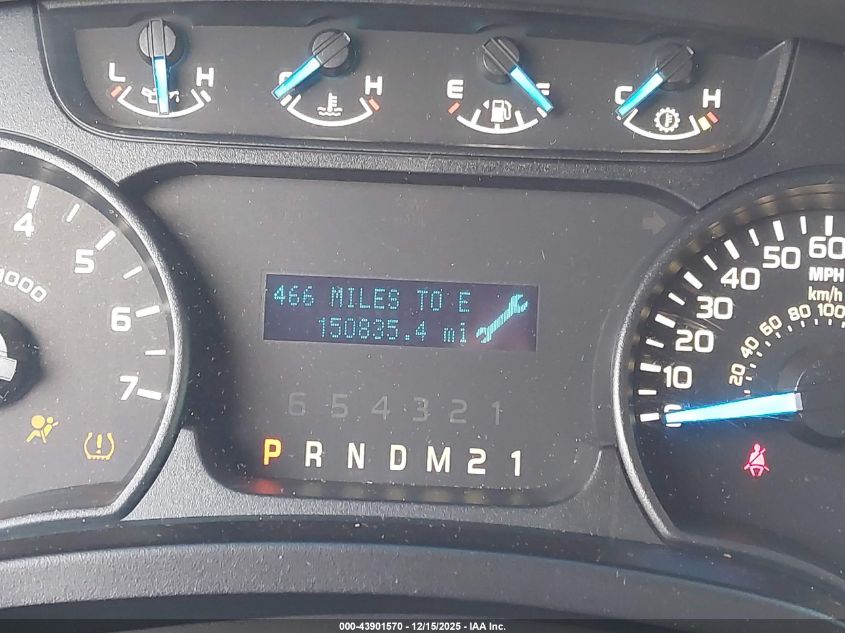 L H C H E F C H
4 5 6 7
1000
466 MILES TO E
150835.4 mi
6 5 4 3 2 1
P R N D M 2 1
0 10 20 30 40 50 60
MPH
km/h
20 40 60 80 100
000-43901570 - 12/15/2025 - IAA Inc.